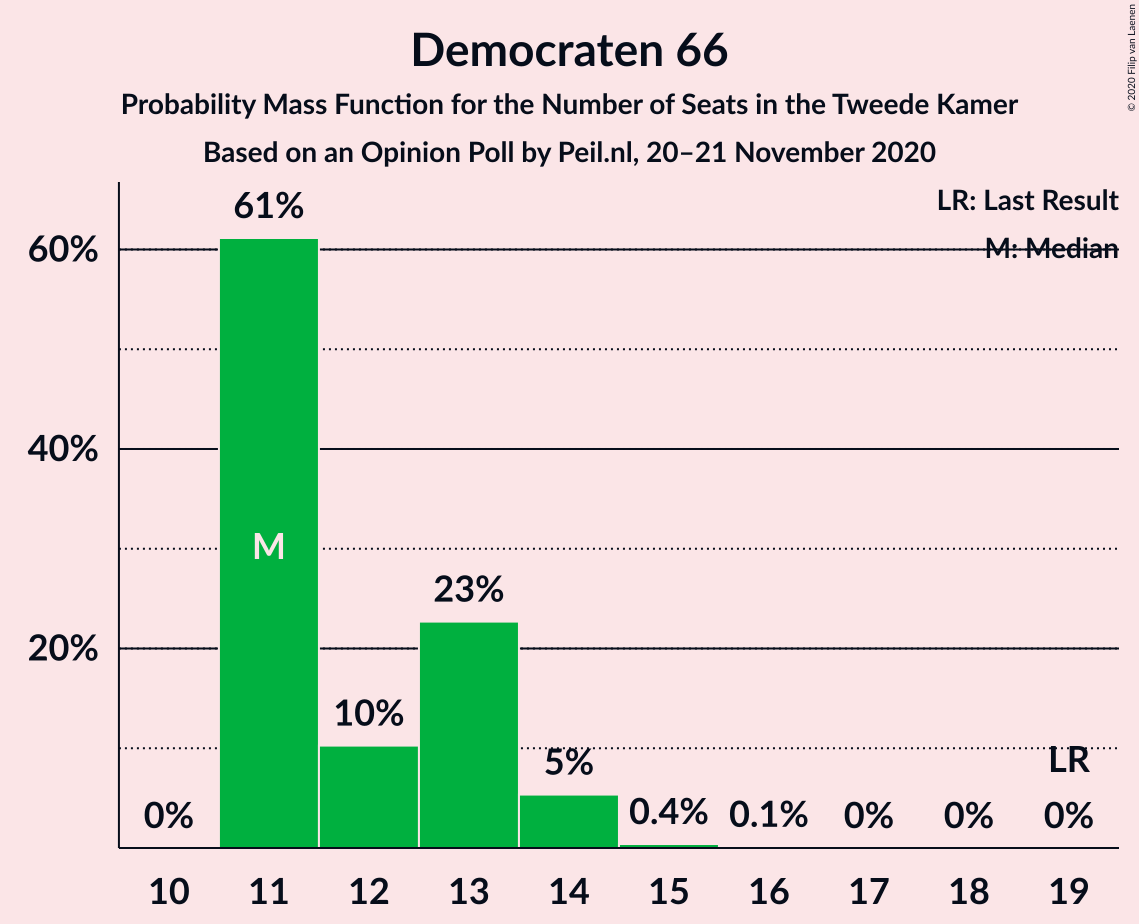 Democraten 66
Probability Mass Function for the Number of Seats in the Tweede Kamer
Based on an Opinion Poll by Peil.nl, 20–21 November 2020
© 2020 Filip van Laenen
LR: Last Result
M: Median
60%
40%
20%
61%
M
10%
23%
5%
0.4%
0.1%
0%
0%
0%
LR
0%
10 11 12 13 14 15 16 17 18 19